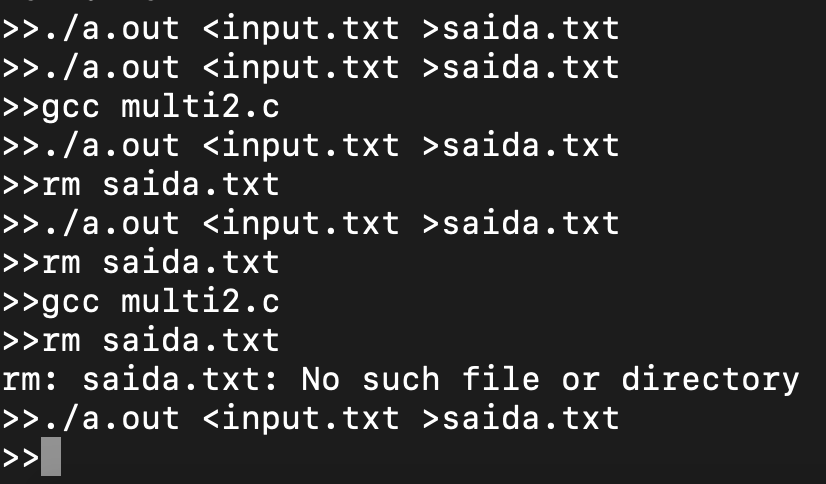 >>./a.out <input.txt >saida.txt
>>./a.out <input.txt >saida.txt
>>gcc multi2.c
>>./a.out <input.txt >saida.txt
>>rm saida.txt
>>./a.out <input.txt >saida.txt
>>rm saida.txt
>>gcc multi2.c
>>rm saida.txt
rm: saida.txt: No such file or directory
>>./a.out <input.txt >saida.txt
>>